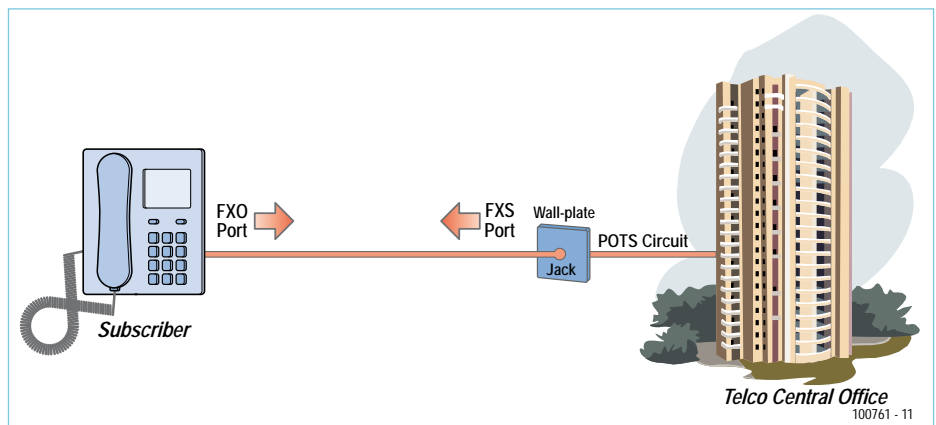 FXO
Port
FXS
Port
Wall-plate
Jack
POTS Circuit
Subscriber
Telco Central Office
100761 - 11